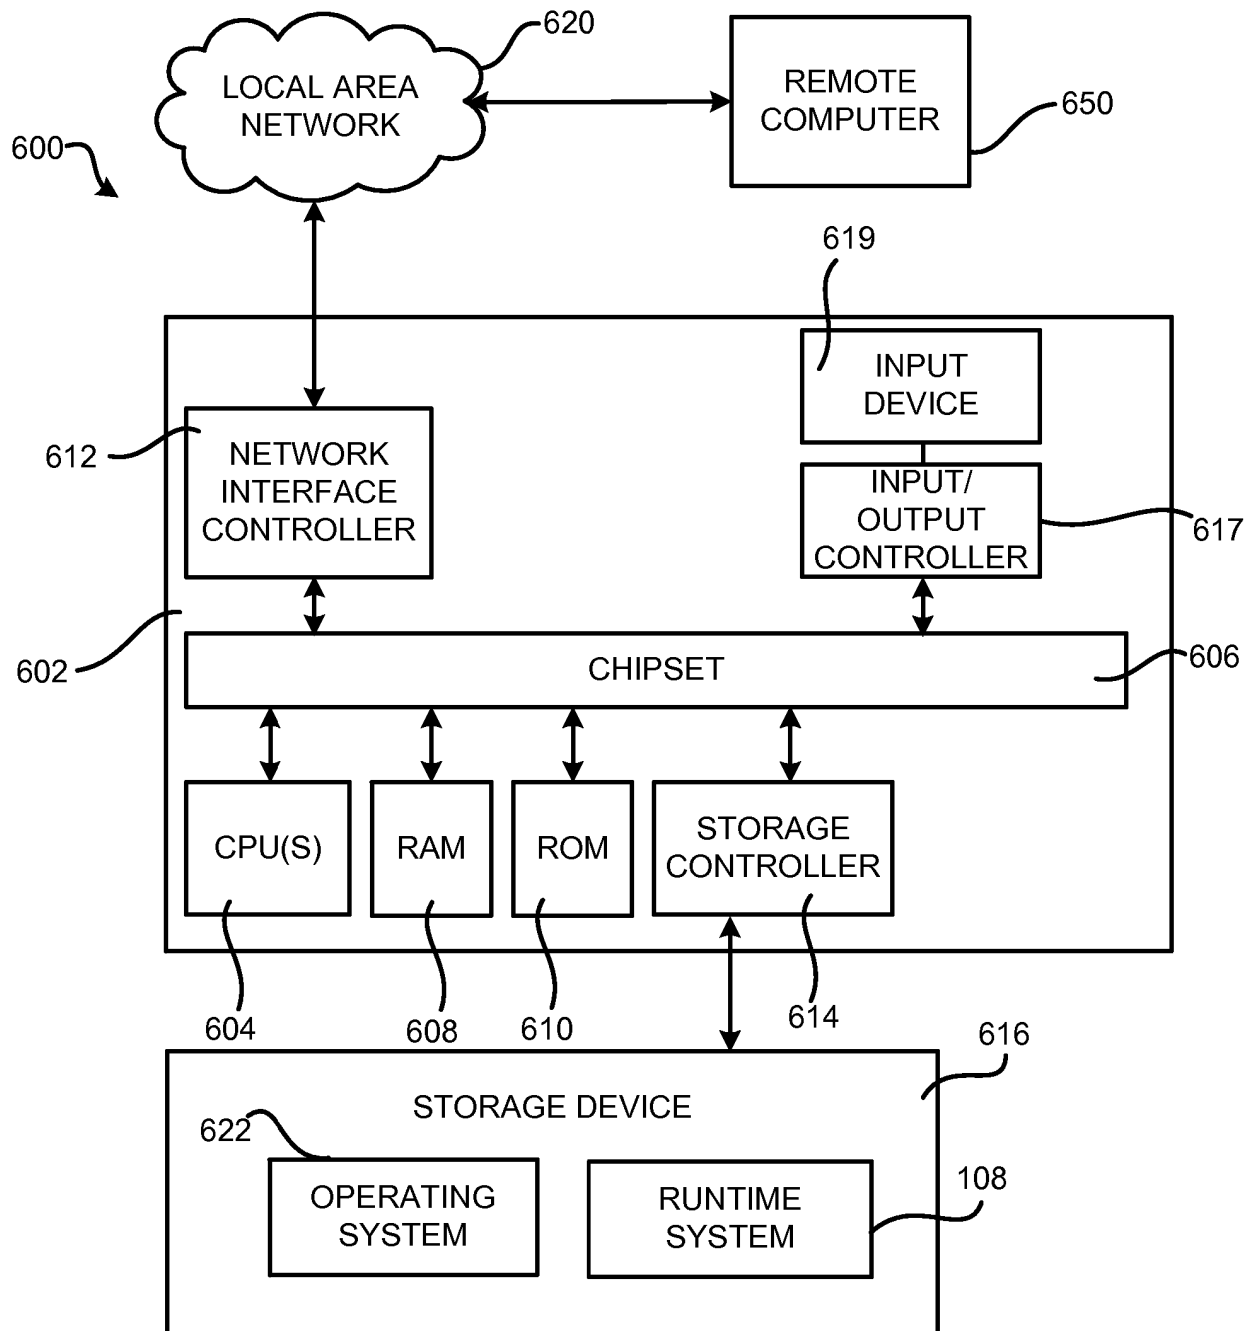 620
LOCAL AREA
NETWORK
REMOTE
COMPUTER
650
600
619
INPUT
DEVICE
612
NETWORK
INTERFACE
CONTROLLER
INPUT/
OUTPUT
CONTROLLER
617
602
CHIPSET
606
CPU(S)
RAM
ROM
STORAGE
CONTROLLER
604
608
610
614
616
STORAGE DEVICE
622
OPERATING
SYSTEM
RUNTIME
SYSTEM
108